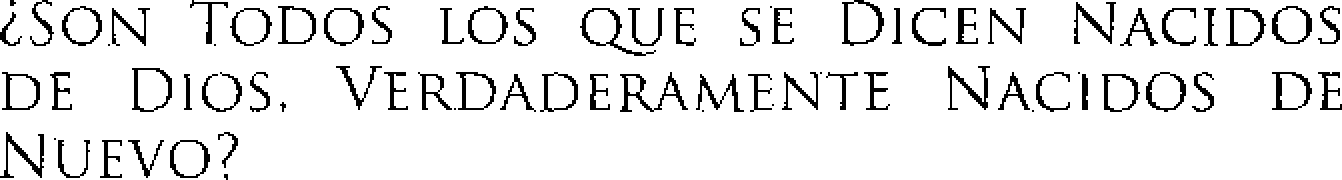 ¿Son Todos los que se Dicen Nacidos
de Dios, Verdaderamente Nacidos de
Nuevo?